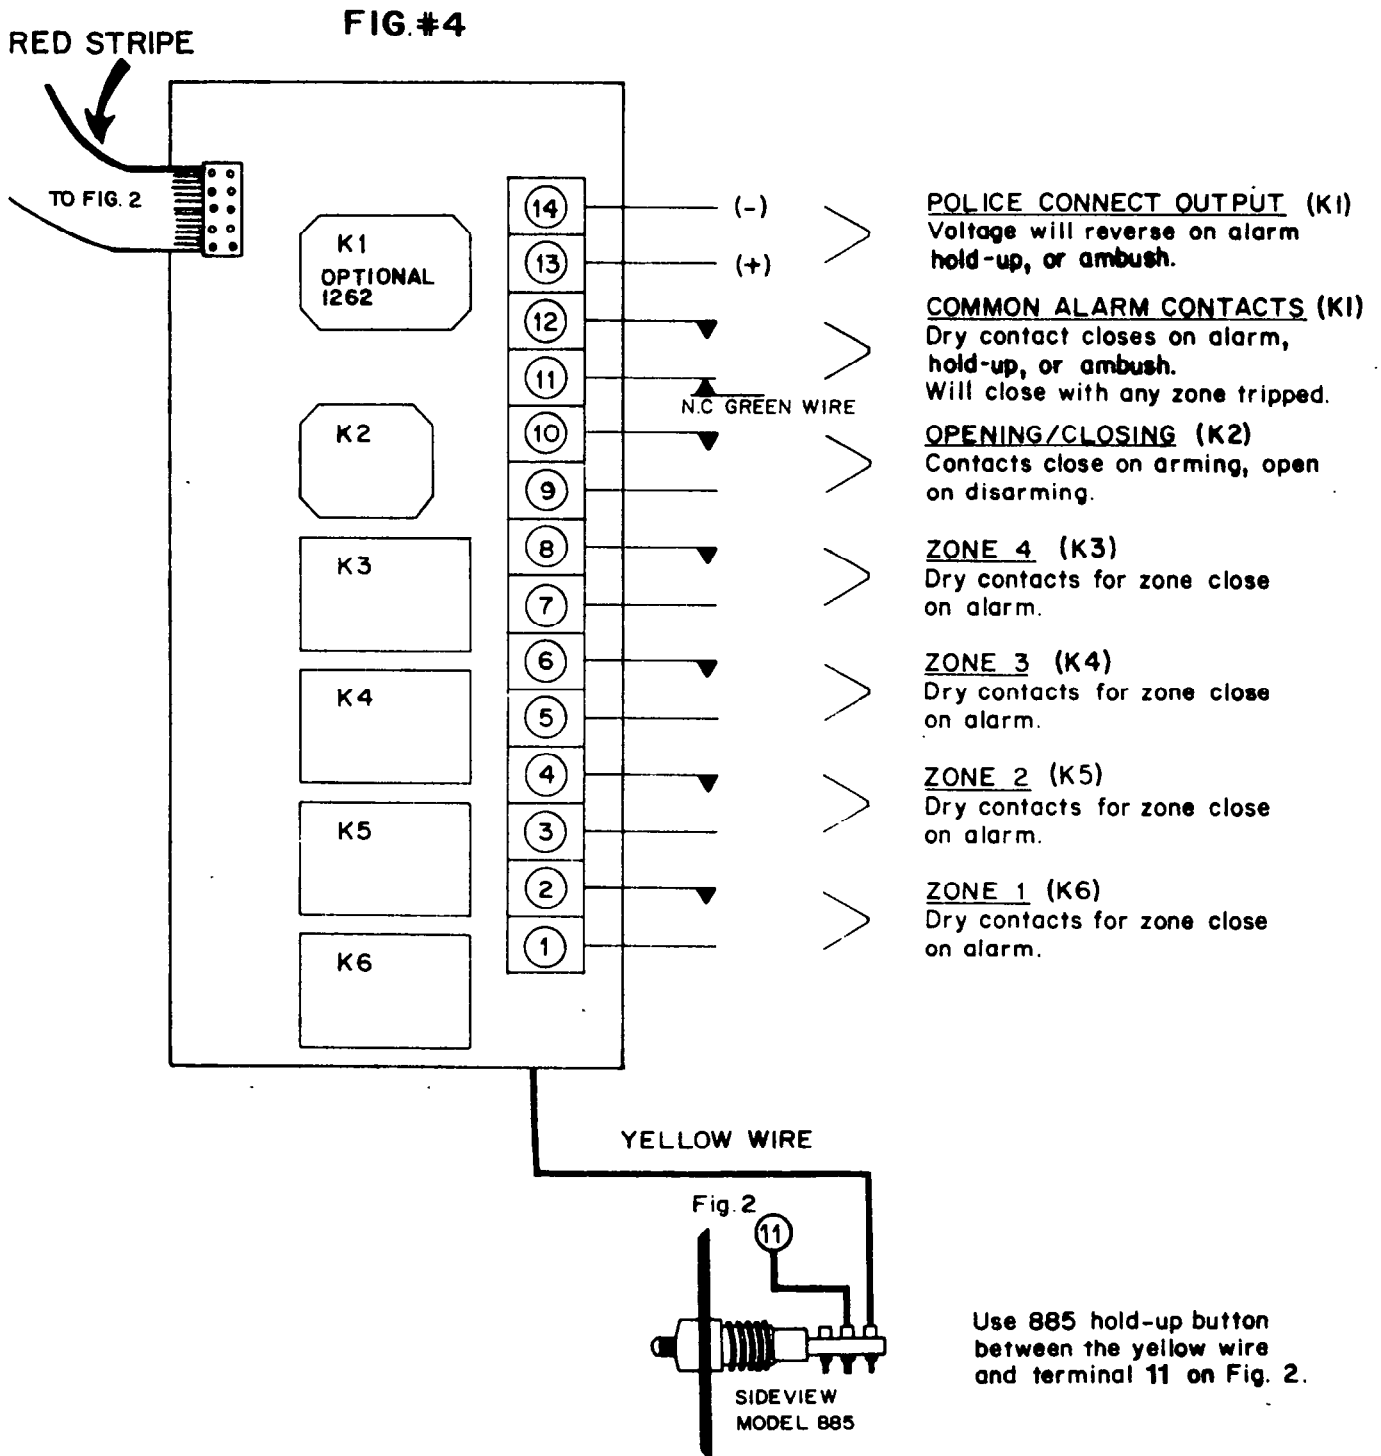 FIG.#4
RED STRIPE
TO FIG. 2
K1
OPTIONAL
1262
K2
K3
K4
K5
K6
14
13
12
11
10
9
8
7
6
5
4
3
2
1
(-)
(+)
N.C GREEN WIRE
POLICE CONNECT OUTPUT (K1)
Voltage will reverse on alarm
hold-up, or ambush.
COMMON ALARM CONTACTS (K1)
Dry contact closes on alarm,
hold-up, or ambush.
Will close with any zone tripped.
OPENING/CLOSING (K2)
Contacts close on arming, open
on disarming.
ZONE 4 (K3)
Dry contacts for zone close
on alarm.
ZONE 3 (K4)
Dry contacts for zone close
on alarm.
ZONE 2 (K5)
Dry contacts for zone close
on alarm.
ZONE 1 (K6)
Dry contacts for zone close
on alarm.
YELLOW WIRE
Fig. 2
11
SIDEVIEW
MODEL 885
Use 885 hold-up button
between the yellow wire
and terminal 11 on Fig. 2.